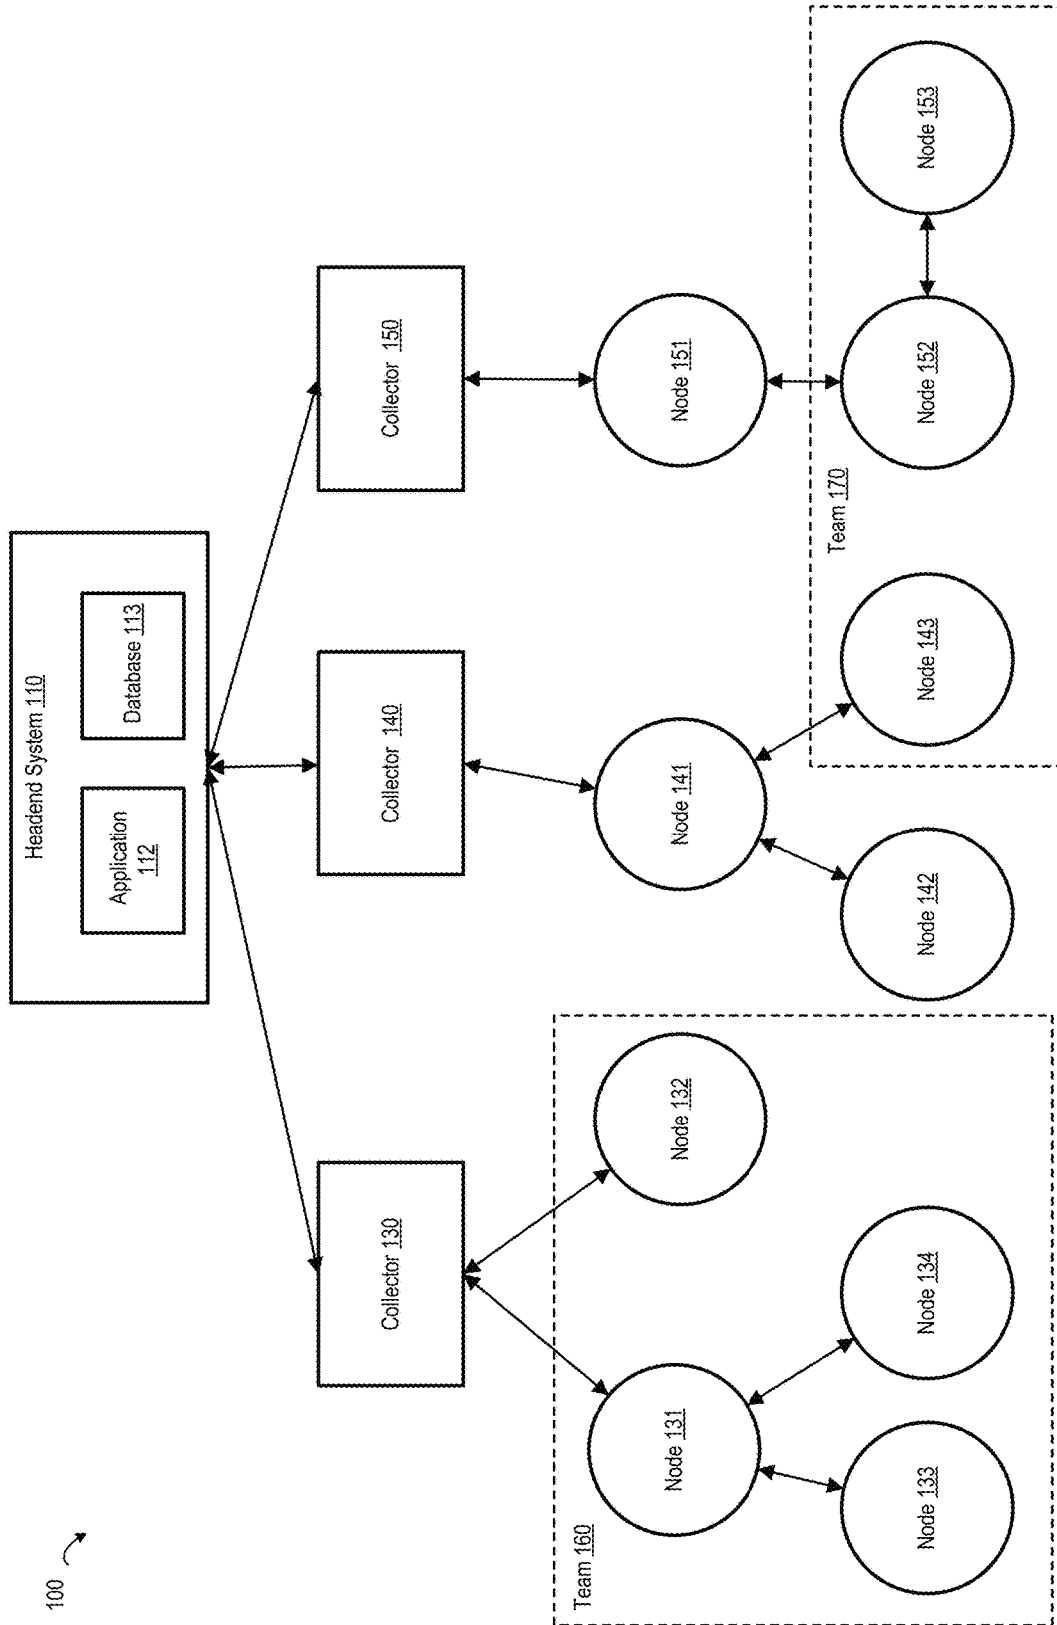 100
Headend System 110
Application
112
Database 113
Collector 130
Collector 140
Collector 150
Team 160
Node 131
Node 132
Node 133
Node 134
Node 141
Node 142
Node 143
Node 151
Team 170
Node 152
Node 153